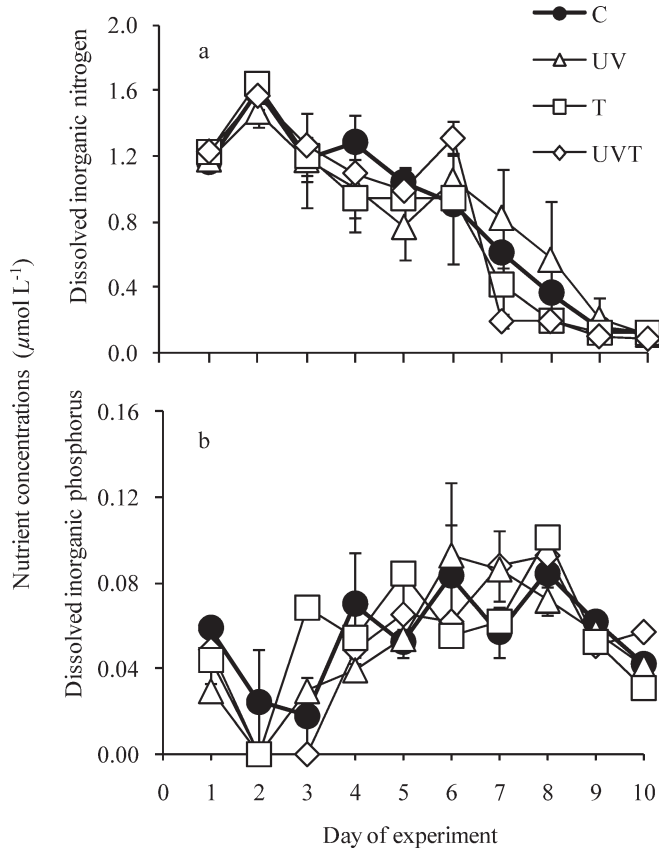 C
UV
T
UVT
a
2.0
1.6
1.2
0.8
0.4
0.0
Dissolved inorganic nitrogen
Nutrient concentrations (µmol L-1)
b
0.16
0.12
0.08
0.04
0.00
Dissolved inorganic phosphorus
0 1 2 3 4 5 6 7 8 9 10
Day of experiment